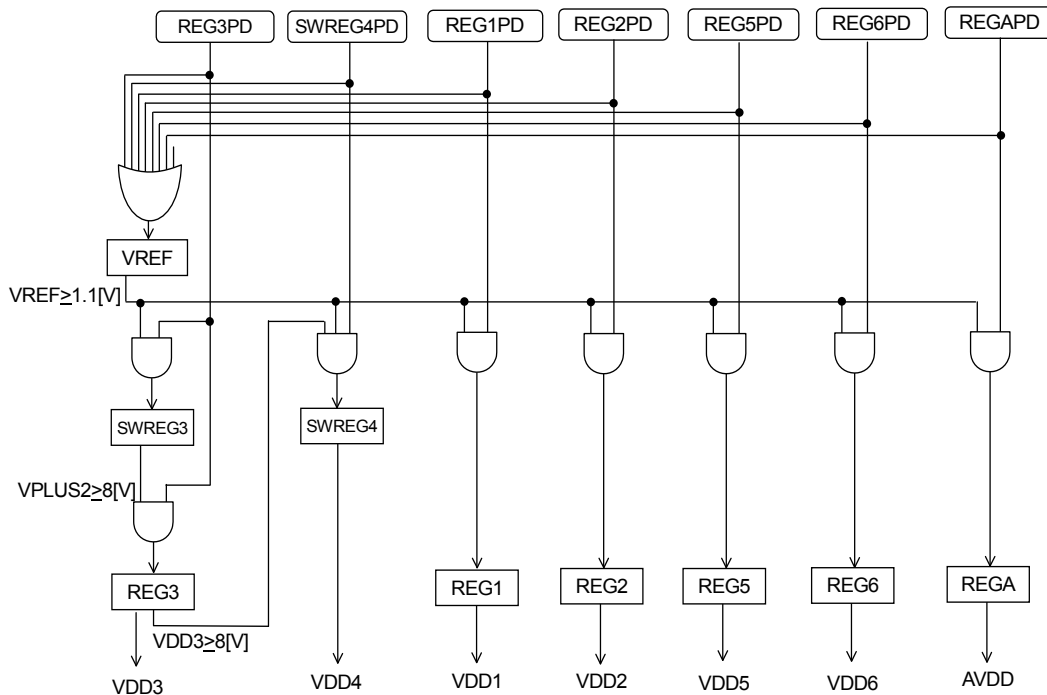 REG3PD SWREG4PD REG1PD REG2PD REG5PD REG6PD REGAPD
VREF
VREF≥1.1[V]
SWREG3 SWREG4
VPLUS2≥8[V]
REG3 REG1 REG2 REG5 REG6 REGA
VDD3≥8[V]
VDD3 VDD4 VDD1 VDD2 VDD5 VDD6 AVDD